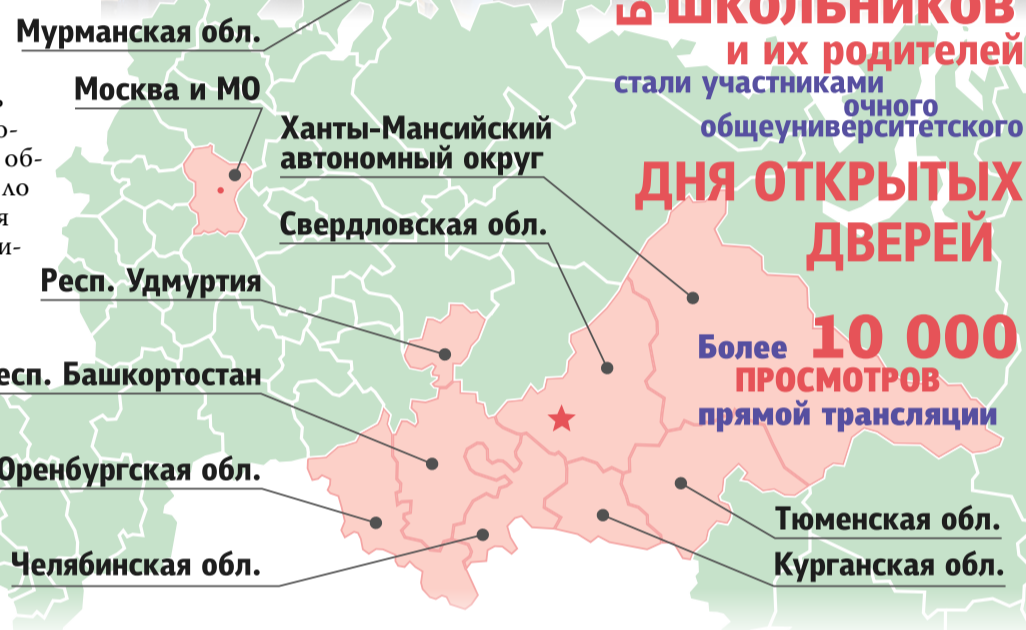 Мурманская обл.
Москва и МО
Ханты-Мансийский
автономный округ
Свердловская обл.
Респ. Удмуртия
есп. Башкортостан
Оренбургская обл.
Челябинская обл.
Тюменская обл.
Курганская обл.
о-
об-
ло
я
и-
Б
ШКОЛЬНИКОВ
и их родителей
стали участниками
очного
общеуниверситетского
ДНЯ ОТКРЫТЫХ
ДВЕРЕЙ
Более 10 000
ПРОСМОТРОВ
прямой трансляции